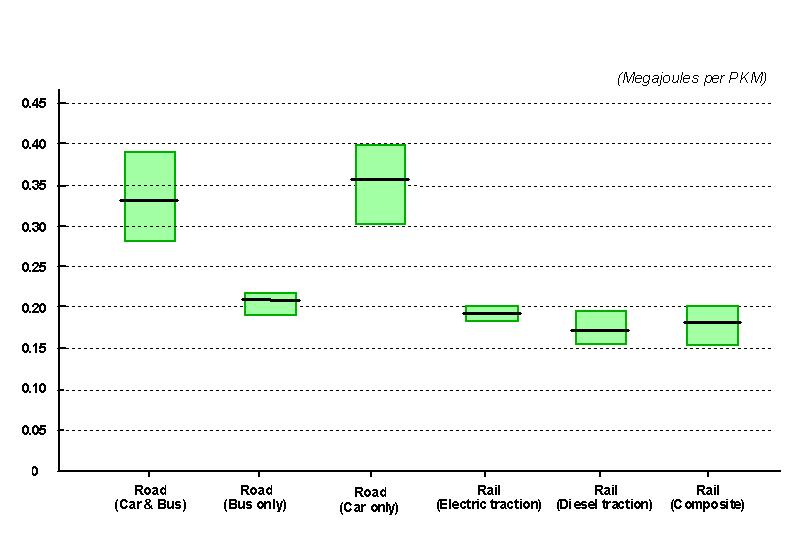 (Megajoules per PKM)
0.45
0.40
0.35
0.30
0.25
0.20
0.15
0.10
0.05
0
Road
(Car & Bus)
Road
(Bus only)
Road
(Car only)
Rail
(Electric traction)
Rail
(Diesel traction)
Rail
(Composite)